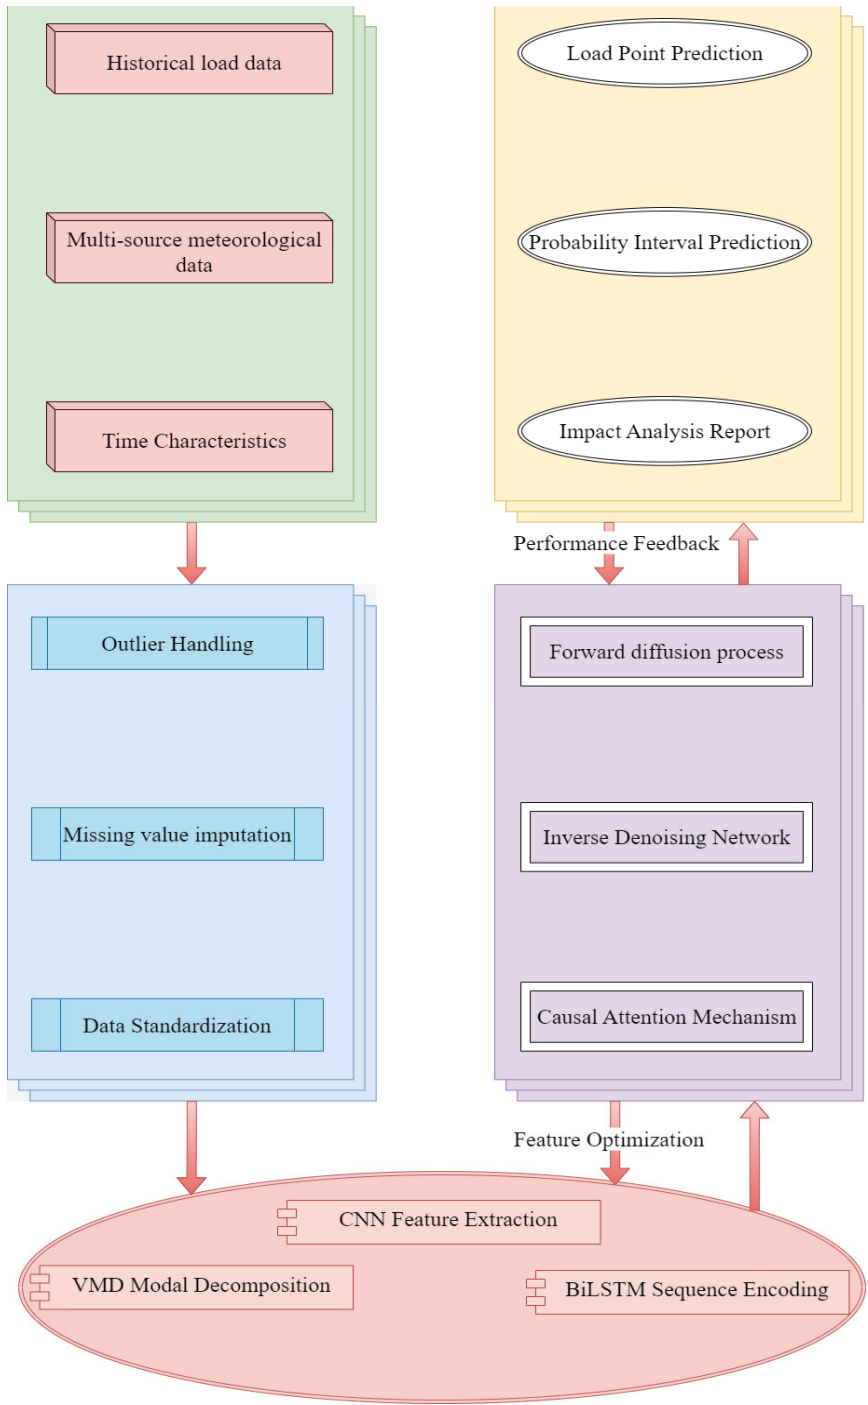 Historical load data
Multi-source meteorological
data
Time Characteristics
Load Point Prediction
Probability Interval Prediction
Impact Analysis Report
Performance Feedback
Outlier Handling
Missing value imputation
Data Standardization
Forward diffusion process
Inverse Denoising Network
Causal Attention Mechanism
Feature Optimization
CNN Feature Extraction
VMD Modal Decomposition
BiLSTM Sequence Encoding